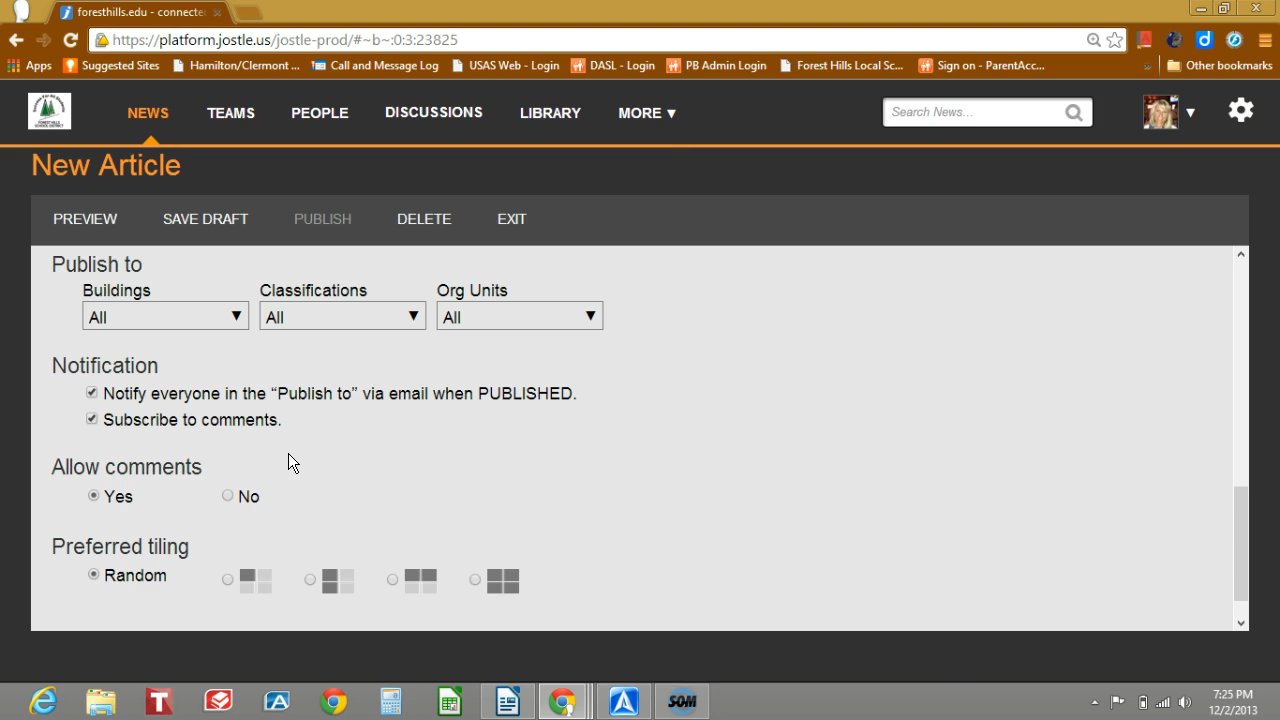 foresthills.edu - connecte
https://platform.jostle.us/jostle-prod/#~b~:0:3:23825
Apps Suggested Sites Hamilton/Clermont ... Call and Message Log USAS Web - Login DASL - Login PB Admin Login Forest Hills Local Sc... Sign on - ParentAcc... » Other bookmarks
NEWS TEAMS PEOPLE DISCUSSIONS LIBRARY MORE ▼ Search News...
New Article
PREVIEW SAVE DRAFT PUBLISH DELETE EXIT
Publish to
Buildings Classifications Org Units
All All All
Notification
Notify everyone in the “Publish to” via email when PUBLISHED.
Subscribe to comments.
Allow comments
Yes No
Preferred tiling
Random
7:25 PM
12/2/2013
SOM